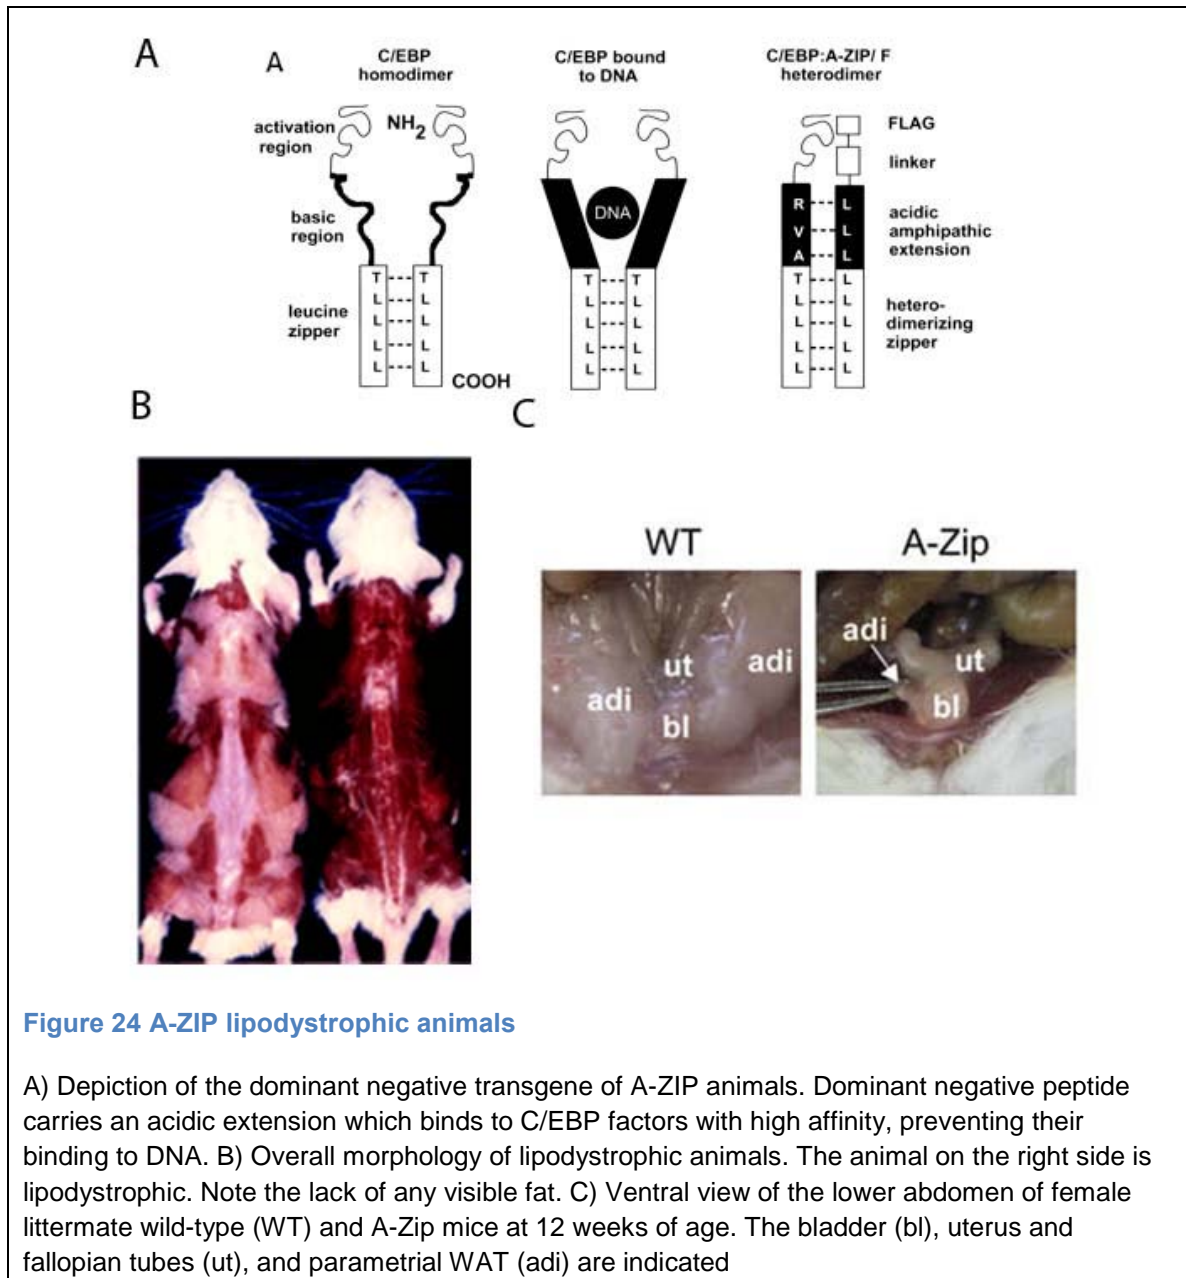 A
A
C/EBP
homodimer
C/EBP bound
to DNA
C/EBP:A-ZIP/ F
heterodimer
activation
region
NH2
FLAG
linker
basic
region
DNA
R L
V L
A L
acidic
amphipathic
extension
leucine
zipper
T T
L L
L L
L L
L L
COOH
T T
L L
L L
L L
L L
T L
L L
L L
L L
L L
hetero-
dimerizing
zipper
B
C
WT
A-Zip
adi
ut
adi
bl
adi
ut
bl
Figure 24 A-ZIP lipodystrophic animals
A) Depiction of the dominant negative transgene of A-ZIP animals. Dominant negative peptide
carries an acidic extension which binds to C/EBP factors with high affinity, preventing their
binding to DNA. B) Overall morphology of lipodystrophic animals. The animal on the right side is
lipodystrophic. Note the lack of any visible fat. C) Ventral view of the lower abdomen of female
littermate wild-type (WT) and A-Zip mice at 12 weeks of age. The bladder (bl), uterus and
fallopian tubes (ut), and parametrial WAT (adi) are indicated